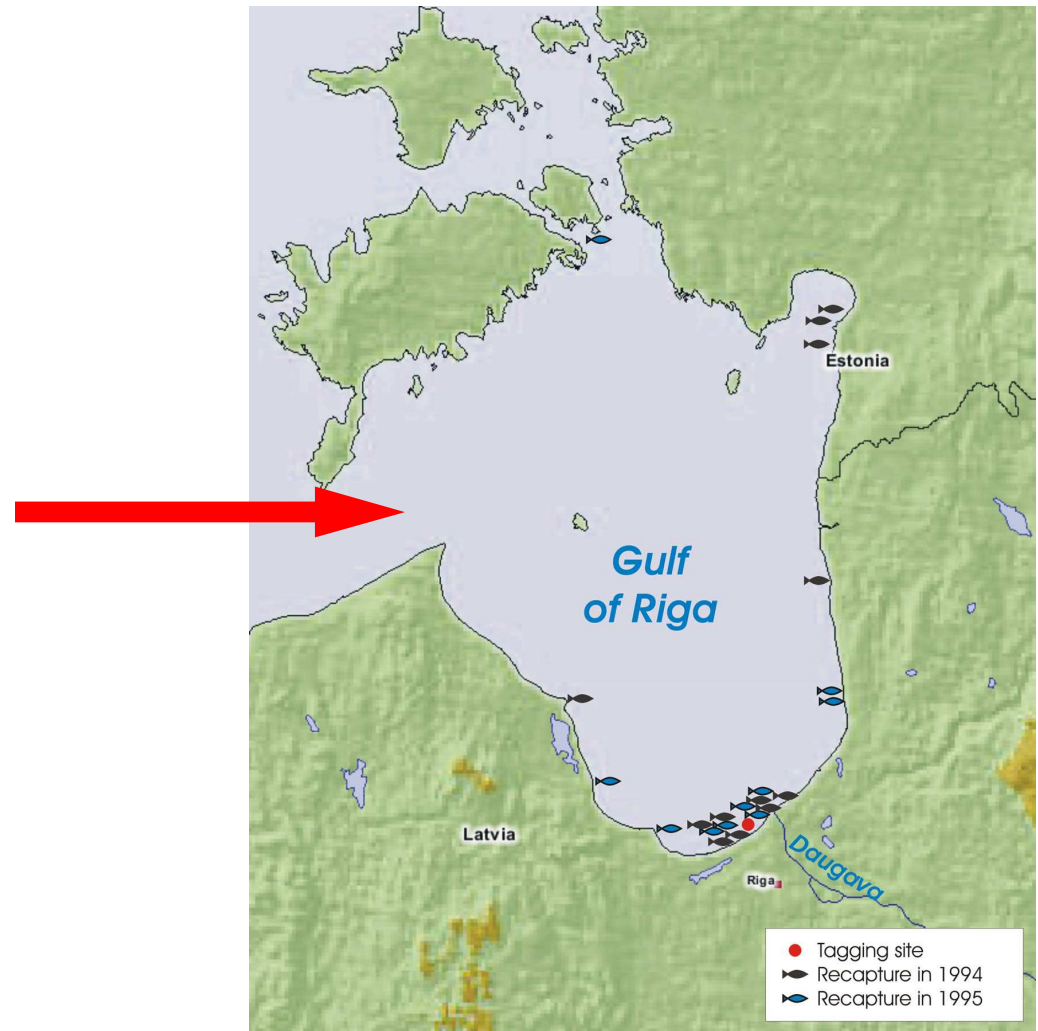 Estonia
Gulf
of Riga
Latvia
Daugava
Riga
Tagging site
Recapture in 1994
Recapture in 1995